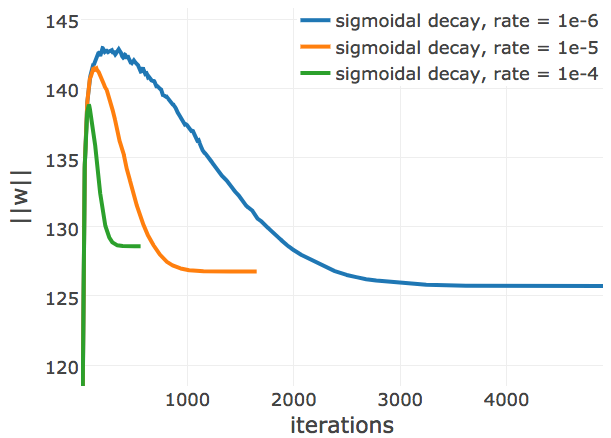 145
140
135
130
125
120
||w||
sigmoidal decay, rate = 1e-6
sigmoidal decay, rate = 1e-5
sigmoidal decay, rate = 1e-4
1000 2000 3000 4000
iterations